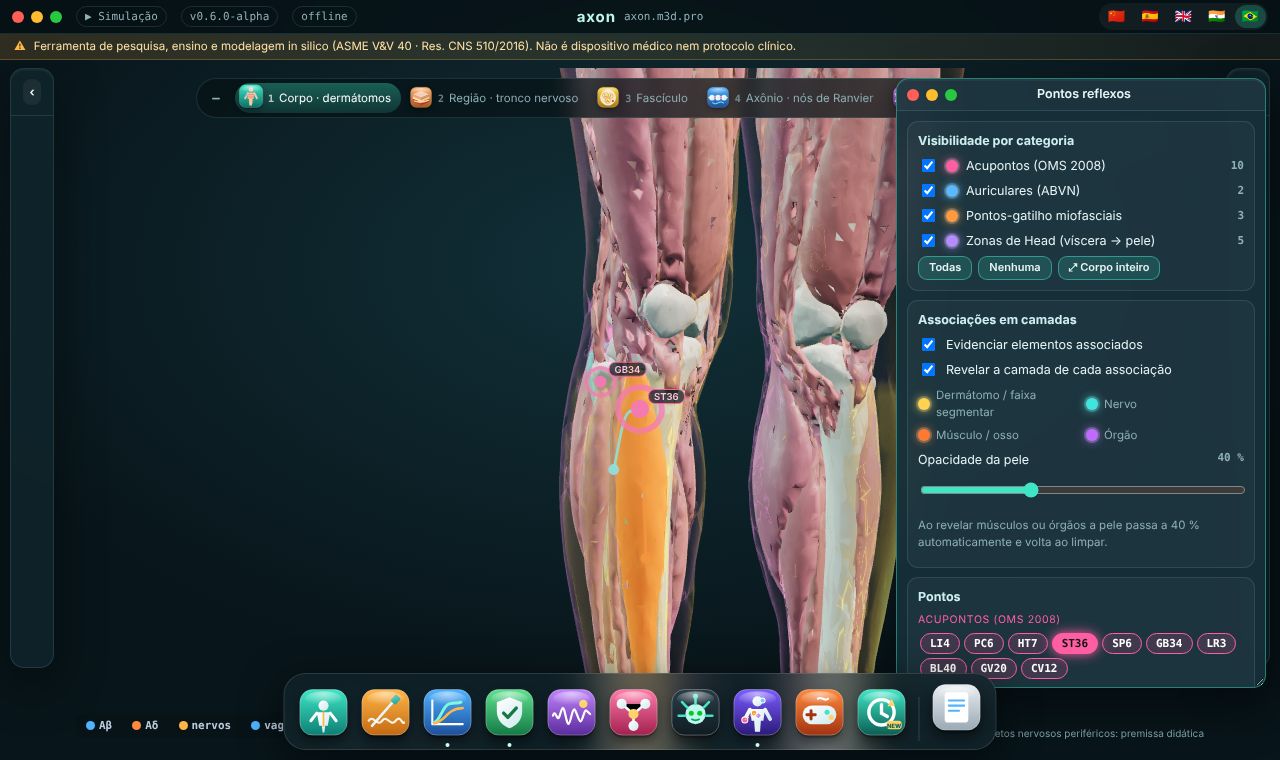 ▶ Simulação
v0.6.0-alpha
offline
axon axon.m3d.pro
⚠ Ferramenta de pesquisa, ensino e modelagem in silico (ASME V&V 40 · Res. CNS 510/2016). Não é dispositivo médico nem protocolo clínico.
‹
– 1 Corpo · dermátomos 2 Região · tronco nervoso 3 Fascículo 4 Axônio · nós de Ranvier
Pontos reflexos
Visibilidade por categoria
Acupontos (OMS 2008) 10
Auriculares (ABVN) 2
Pontos-gatilho miofasciais 3
Zonas de Head (víscera → pele) 5
Todas Nenhuma ⤢ Corpo inteiro
Associações em camadas
Evidenciar elementos associados
Revelar a camada de cada associação
Dermátomo / faixa
segmentar
Nervo
Músculo / osso
Órgão
Opacidade da pele 40 %
Ao revelar músculos ou órgãos a pele passa a 40 %
automaticamente e volta ao limpar.
Pontos
ACUPONTOS (OMS 2008)
LI4 PC6 HT7 ST36 SP6 GB34 LR3
BL40 GV20 CV12
GB34
ST36
Aβ Aδ nervos vag
NEW
etos nervosos periféricos: premissa didática